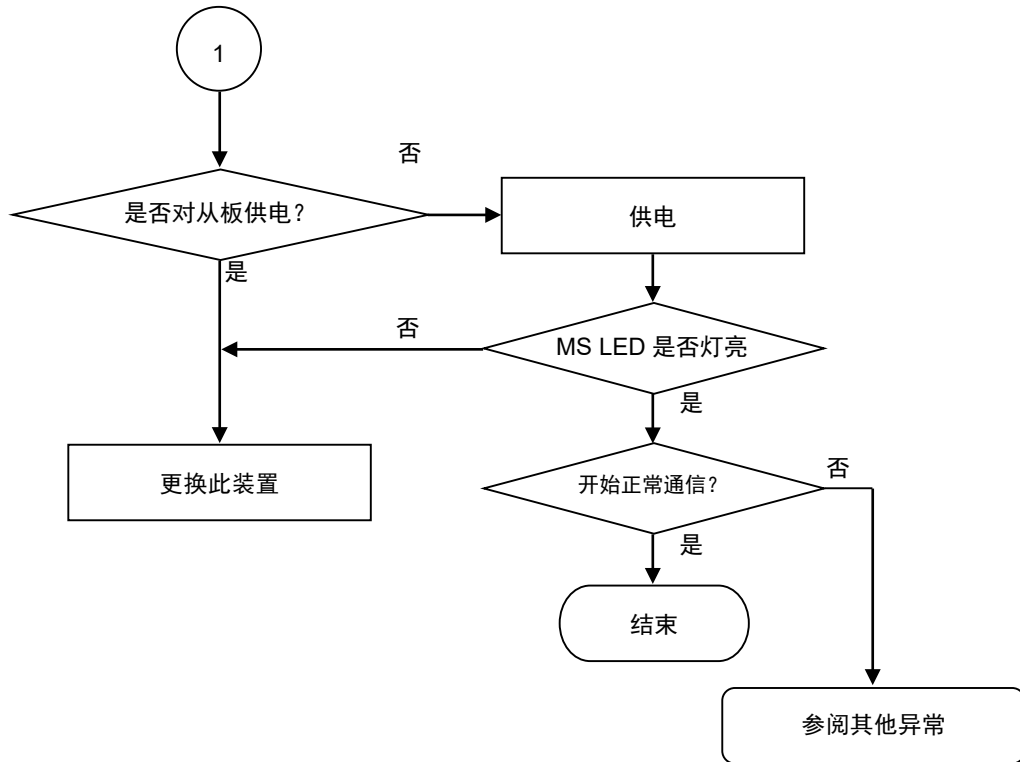 1
否
是否对从板供电？
供电
是
否
MS LED 是否灯亮
是
更换此装置
开始正常通信？
否
是
结束
参阅其他异常